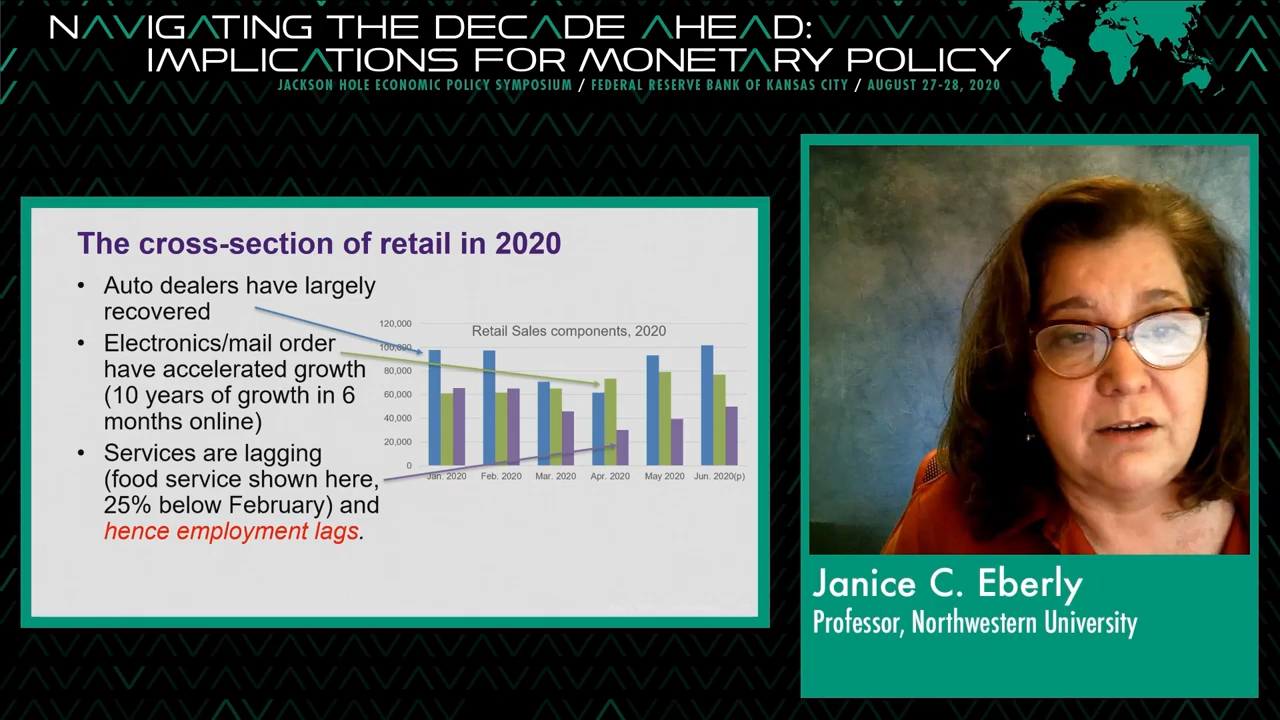 NAVIGATING THE DECADE AHEAD:
IMPLICATIONS FOR MONETARY POLICY
JACKSON HOLE ECONOMIC POLICY SYMPOSIUM / FEDERAL RESERVE BANK OF KANSAS CITY / AUGUST 27-28, 2020
The cross-section of retail in 2020
• Auto dealers have largely
recovered
• Electronics/mail order
have accelerated growth
(10 years of growth in 6
months online)
• Services are lagging
(food service shown here,
25% below February) and
hence employment lags.
Retail Sales components, 2020
120,000
100,000
80,000
60,000
40,000
20,000
0
Jan. 2020 Feb. 2020 Mar. 2020 Apr. 2020 May 2020 Jun. 2020(p)
Janice C. Eberly
Professor, Northwestern University